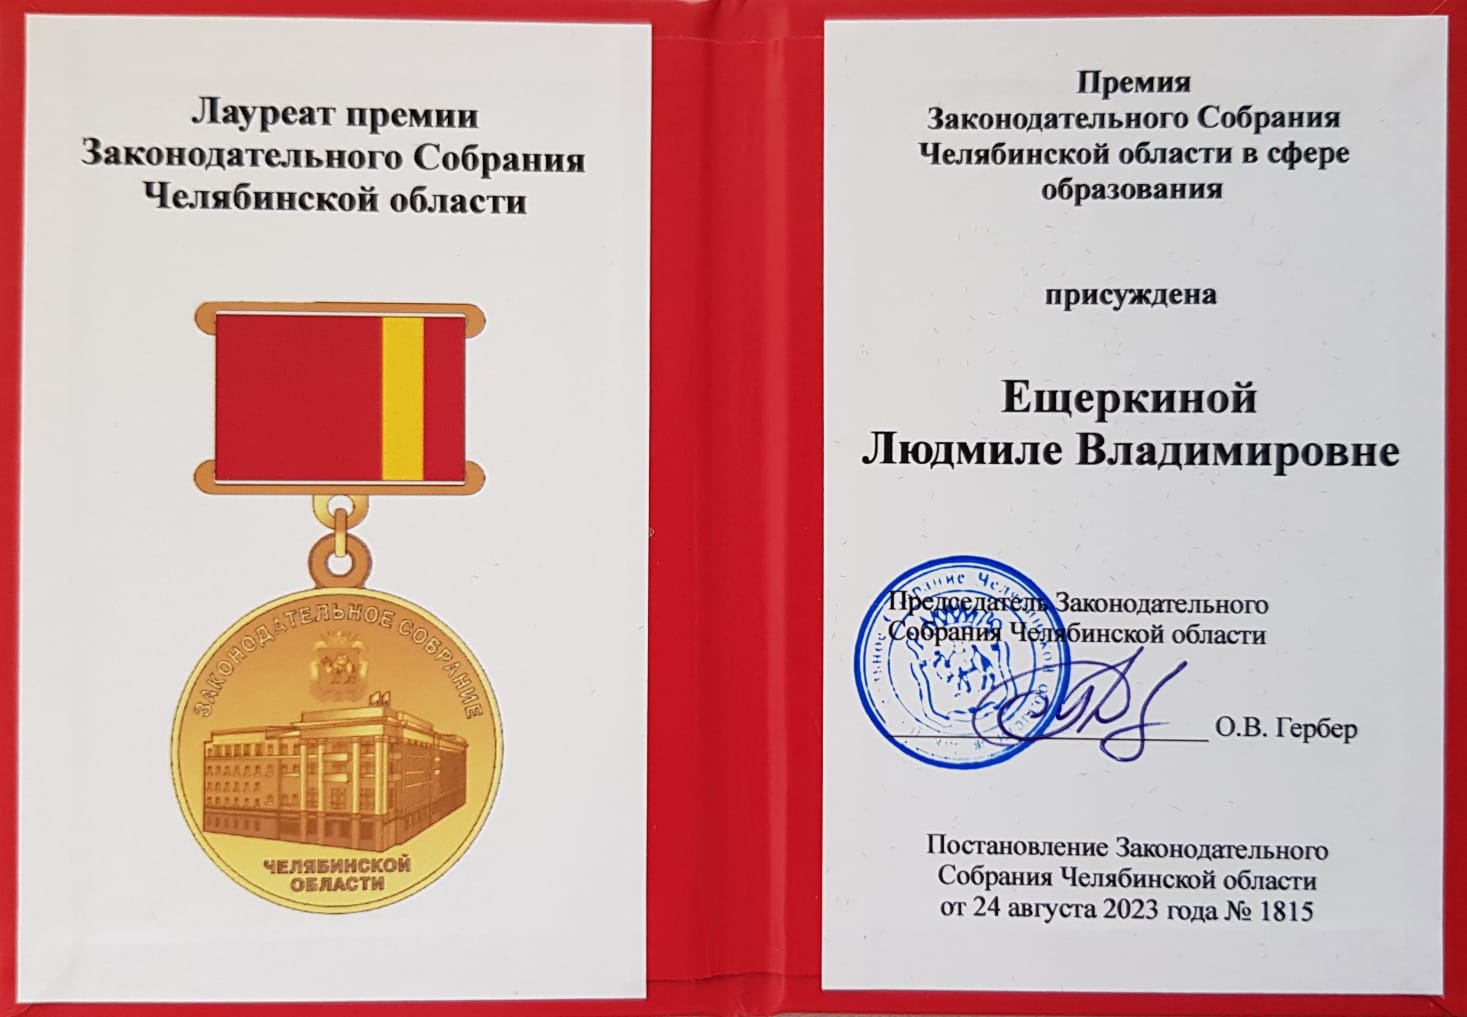 Лауреат премии
Законодательного Собрания
Челябинской области
ЗАКОНОДАТЕЛЬНОЕ СОБРАНИЕ
ЧЕЛЯБИНСКОЙ
ОБЛАСТИ
Премия
Законодательного Собрания
Челябинской области в сфере
образования
присуждена
Ещеркиной
Людмиле Владимировне
Председатель Законодательного
Собрания Челябинской области
О.В. Гербер
Постановление Законодательного
Собрания Челябинской области
от 24 августа 2023 года № 1815